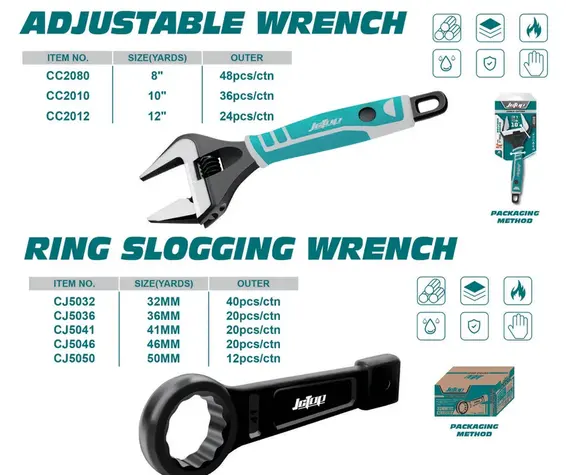 ADJUSTABLE WRENCH
ITEM NO. SIZE(YARDS) OUTER
CC2080 8" 48pcs/ctn
CC2010 10" 36pcs/ctn
CC2012 12" 24pcs/ctn
JeTop
PACKAGING
METHOD
RING SLOGGING WRENCH
ITEM NO. SIZE(YARDS) OUTER
CJ5032 32MM 40pcs/ctn
CJ5036 36MM 20pcs/ctn
CJ5041 41MM 20pcs/ctn
CJ5046 46MM 20pcs/ctn
CJ5050 50MM 12pcs/ctn
JeTop
PACKAGING
METHOD